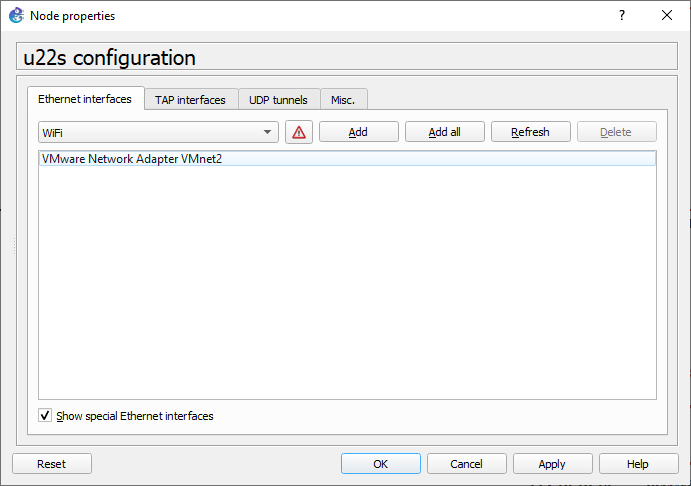 Node properties
?
u22s configuration
Ethernet interfaces TAP interfaces UDP tunnels Misc.
WiFi Add Add all Refresh Delete
VMware Network Adapter VMnet2
Show special Ethernet interfaces
Reset OK Cancel Apply Help